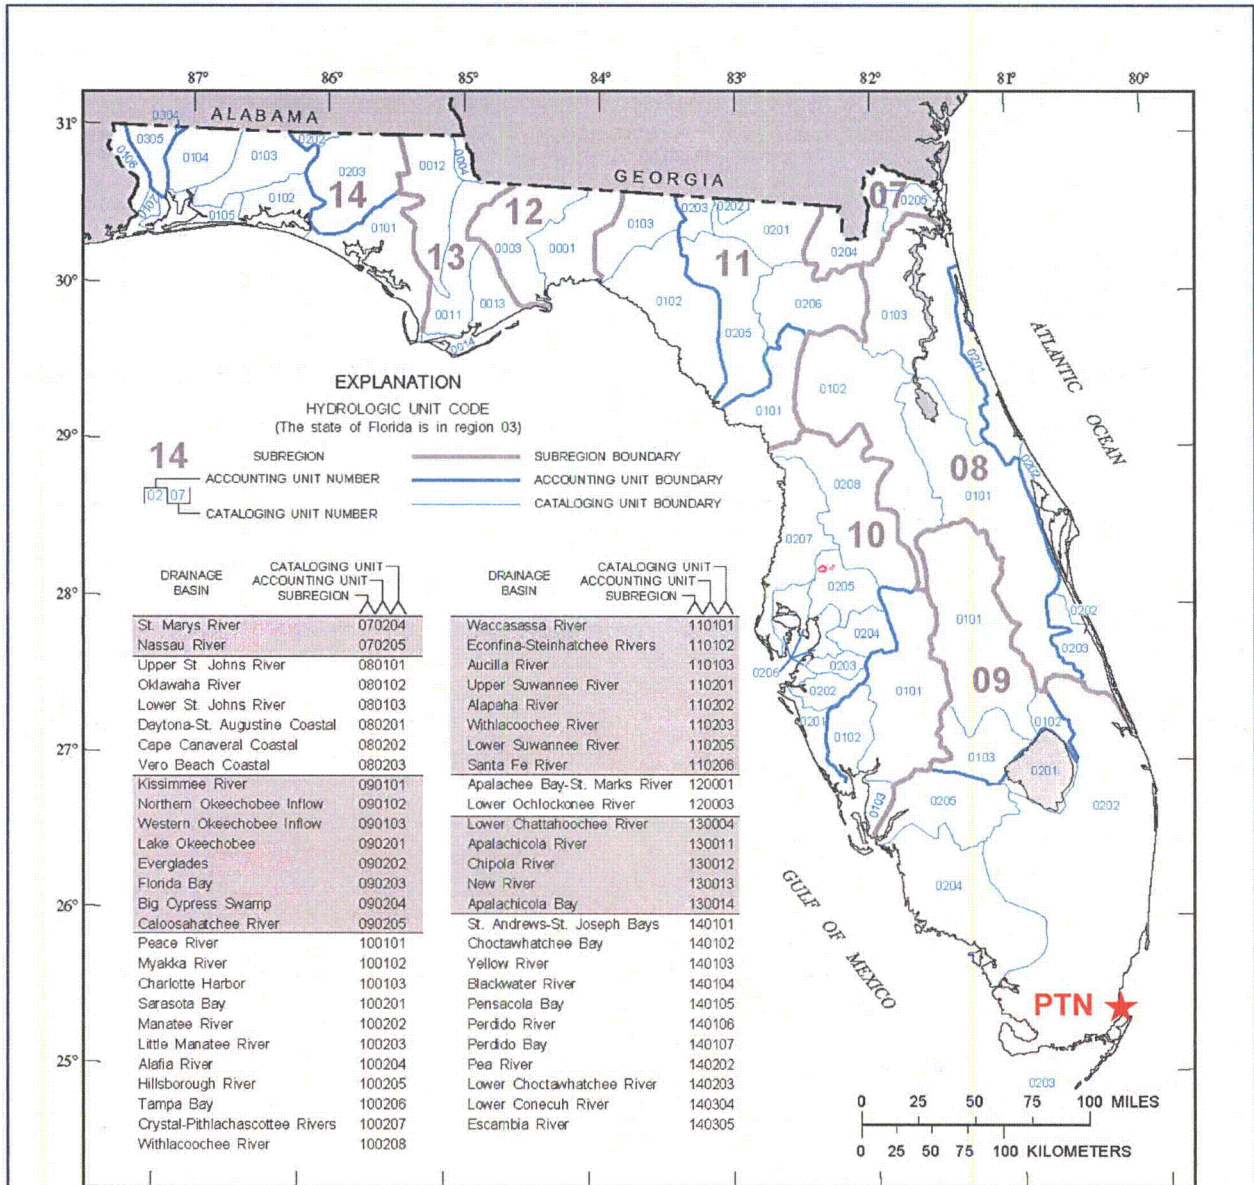 87° 86° 85° 84° 83° 82° 81° 80°
31°
30°
29°
28°
27°
26°
25°
ALABAMA
GEORGIA
0304
0305
0106
0107
0104
0103
0105
0102
0202
0203
14
0101
0012
0004
13
0011
0013
0014
12
0003
0001
0103
0102
0203
0202
0201
11
0205
0206
0101
0204
07
0205
0103
0102
0201
08
0101
0202
0208
10
0207
0205
0204
0203
0206
0202
0201
0102
0101
0103
0101
09
0202
0203
0102
0103
0201
0205
0202
0204
0203
ATLANTIC OCEAN
GULF OF MEXICO
PTN
EXPLANATION
HYDROLOGIC UNIT CODE
(The state of Florida is in region 03)
14 SUBREGION SUBREGION BOUNDARY
ACCOUNTING UNIT NUMBER ACCOUNTING UNIT BOUNDARY
02 07
CATALOGING UNIT NUMBER CATALOGING UNIT BOUNDARY
DRAINAGE BASIN
CATALOGING UNIT
ACCOUNTING UNIT
SUBREGION
St. Marys River 070204
Nassau River 070205
Upper St. Johns River 080101
Oklawaha River 080102
Lower St. Johns River 080103
Daytona-St. Augustine Coastal 080201
Cape Canaveral Coastal 080202
Vero Beach Coastal 080203
Kissimmee River 090101
Northern Okeechobee Inflow 090102
Western Okeechobee Inflow 090103
Lake Okeechobee 090201
Everglades 090202
Florida Bay 090203
Big Cypress Swamp 090204
Caloosahatchee River 090205
Peace River 100101
Myakka River 100102
Charlotte Harbor 100103
Sarasota Bay 100201
Manatee River 100202
Little Manatee River 100203
Alafia River 100204
Hillsborough River 100205
Tampa Bay 100206
Crystal-Pithlachascottee Rivers 100207
Withlacoochee River 100208
DRAINAGE BASIN
CATALOGING UNIT
ACCOUNTING UNIT
SUBREGION
Waccasassa River 110101
Econfina-Steinhatchee Rivers 110102
Aucilla River 110103
Upper Suwannee River 110201
Alapaha River 110202
Withlacoochee River 110203
Lower Suwannee River 110205
Santa Fe River 110206
Apalachee Bay-St. Marks River 120001
Lower Ochlockonee River 120003
Lower Chattahoochee River 130004
Apalachicola River 130011
Chipola River 130012
New River 130013
Apalachicola Bay 130014
St. Andrews-St. Joseph Bays 140101
Choctawhatchee Bay 140102
Yellow River 140103
Blackwater River 140104
Pensacola Bay 140105
Perdido River 140106
Perdido Bay 140107
Pea River 140202
Lower Choctawhatchee River 140203
Lower Conecuh River 140304
Escambia River 140305
0 25 50 75 100 MILES
0 25 50 75 100 KILOMETERS